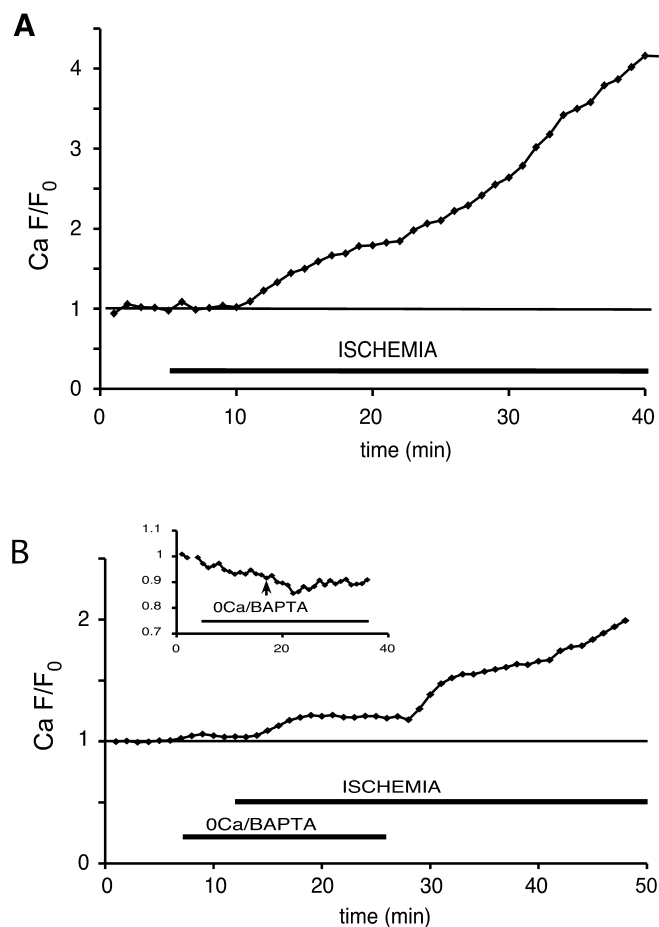 A
4
3
2
1
0
Ca F/F0
ISCHEMIA
0 10 20 30 40
time (min)
B
1.1
1
0.9
0.8
0.7
0CA/BAPTA
0 20 40
2
1
0
Ca F/F0
ISCHEMIA
0Ca/BAPTA
0 10 20 30 40 50
time (min)